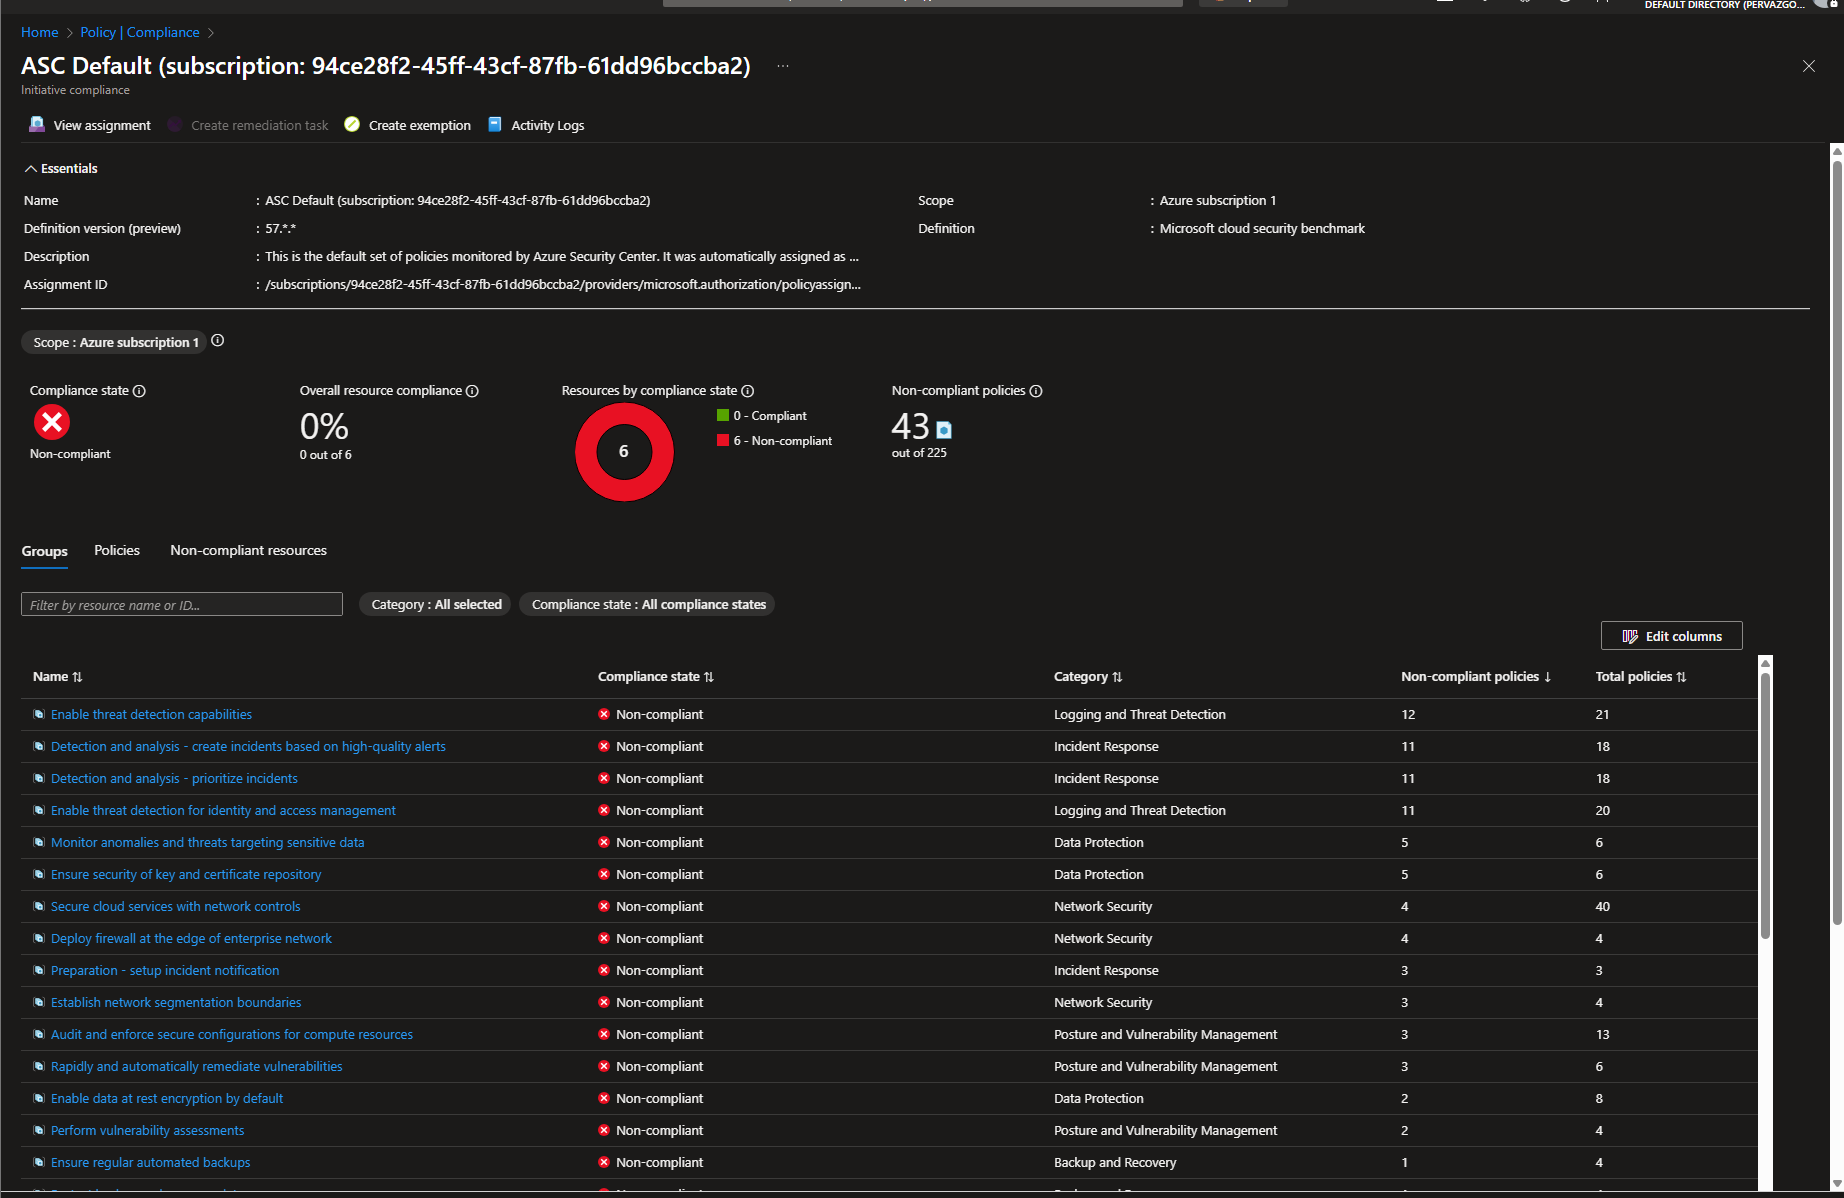 DEFAULT DIRECTORY (PERVAZGO...
Home > Policy | Compliance >
ASC Default (subscription: 94ce28f2-45ff-43cf-87fb-61dd96bccba2) ...
Initiative compliance
View assignment Create remediation task Create exemption Activity Logs
Essentials
Name : ASC Default (subscription: 94ce28f2-45ff-43cf-87fb-61dd96bccba2) Scope : Azure subscription 1
Definition version (preview) : 57.*.* Definition : Microsoft cloud security benchmark
Description : This is the default set of policies monitored by Azure Security Center. It was automatically assigned as ...
Assignment ID : /subscriptions/94ce28f2-45ff-43cf-87fb-61dd96bccba2/providers/microsoft.authorization/policyassign...
Scope : Azure subscription 1
Compliance state Overall resource compliance Resources by compliance state Non-compliant policies
0% 0 - Compliant 43
Non-compliant 0 out of 6 6 6 - Non-compliant out of 225
Groups Policies Non-compliant resources
Filter by resource name or ID... Category : All selected Compliance state : All compliance states
Edit columns
Name Compliance state Category Non-compliant policies ↓ Total policies
Enable threat detection capabilities Non-compliant Logging and Threat Detection 12 21
Detection and analysis - create incidents based on high-quality alerts Non-compliant Incident Response 11 18
Detection and analysis - prioritize incidents Non-compliant Incident Response 11 18
Enable threat detection for identity and access management Non-compliant Logging and Threat Detection 11 20
Monitor anomalies and threats targeting sensitive data Non-compliant Data Protection 5 6
Ensure security of key and certificate repository Non-compliant Data Protection 5 6
Secure cloud services with network controls Non-compliant Network Security 4 40
Deploy firewall at the edge of enterprise network Non-compliant Network Security 4 4
Preparation - setup incident notification Non-compliant Incident Response 3 3
Establish network segmentation boundaries Non-compliant Network Security 3 4
Audit and enforce secure configurations for compute resources Non-compliant Posture and Vulnerability Management 3 13
Rapidly and automatically remediate vulnerabilities Non-compliant Posture and Vulnerability Management 3 6
Enable data at rest encryption by default Non-compliant Data Protection 2 8
Perform vulnerability assessments Non-compliant Posture and Vulnerability Management 2 4
Ensure regular automated backups Non-compliant Backup and Recovery 1 4